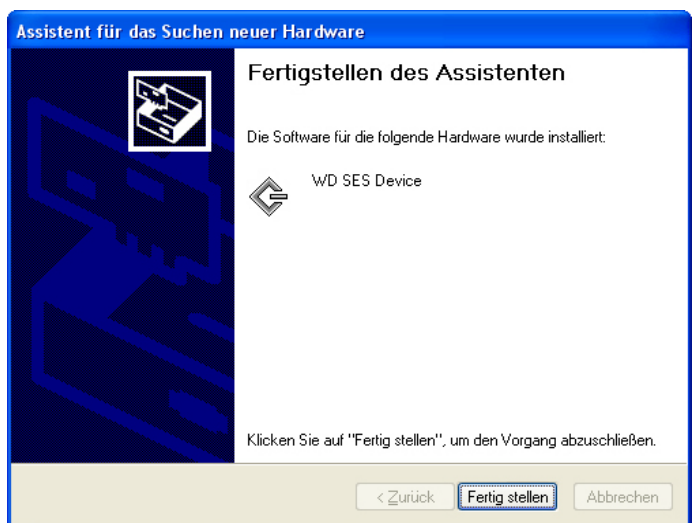 Assistent für das Suchen neuer Hardware
Fertigstellen des Assistenten
Die Software für die folgende Hardware wurde installiert:
WD SES Device
Klicken Sie auf "Fertig stellen", um den Vorgang abzuschließen.
< Zurück Fertig stellen Abbrechen